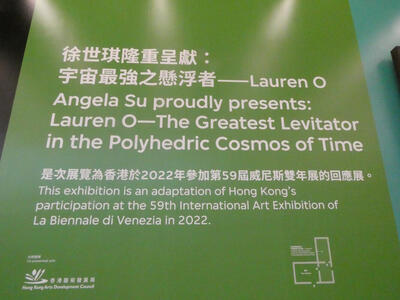 徐世琪隆重呈獻：
宇宙最強之懸浮者——Lauren O
Angela Su proudly presents:
Lauren O—The Greatest Levitator
in the Polyhedric Cosmos of Time
是次展覽為香港於2022年參加第59屆威尼斯雙年展的回應展。
This exhibition is an adaptation of Hong Kong's
participation at the 59th International Art Exhibition of
La Biennale di Venezia in 2022.
香港藝術發展局
Hong Kong Arts Development Council